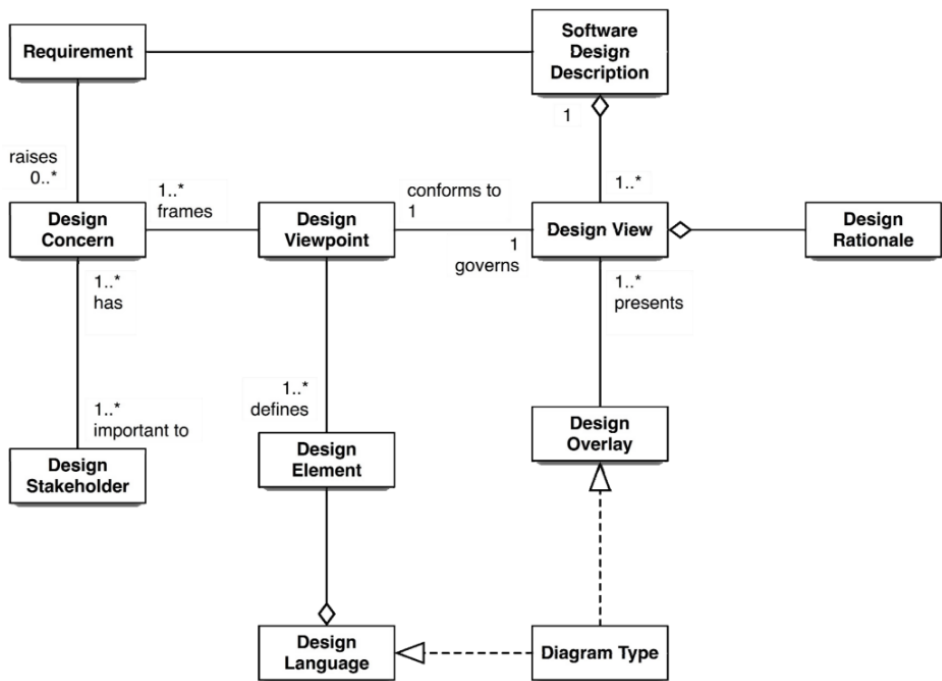 Requirement
Software
Design
Description
1
raises
0..*
1..*
frames
conforms to
1
1..*
Design
Concern
Design
Viewpoint
Design View
Design
Rationale
1
governs
1..*
has
1..*
presents
1..*
important to
1..*
defines
Design
Stakeholder
Design
Element
Design
Overlay
Design
Language
Diagram Type